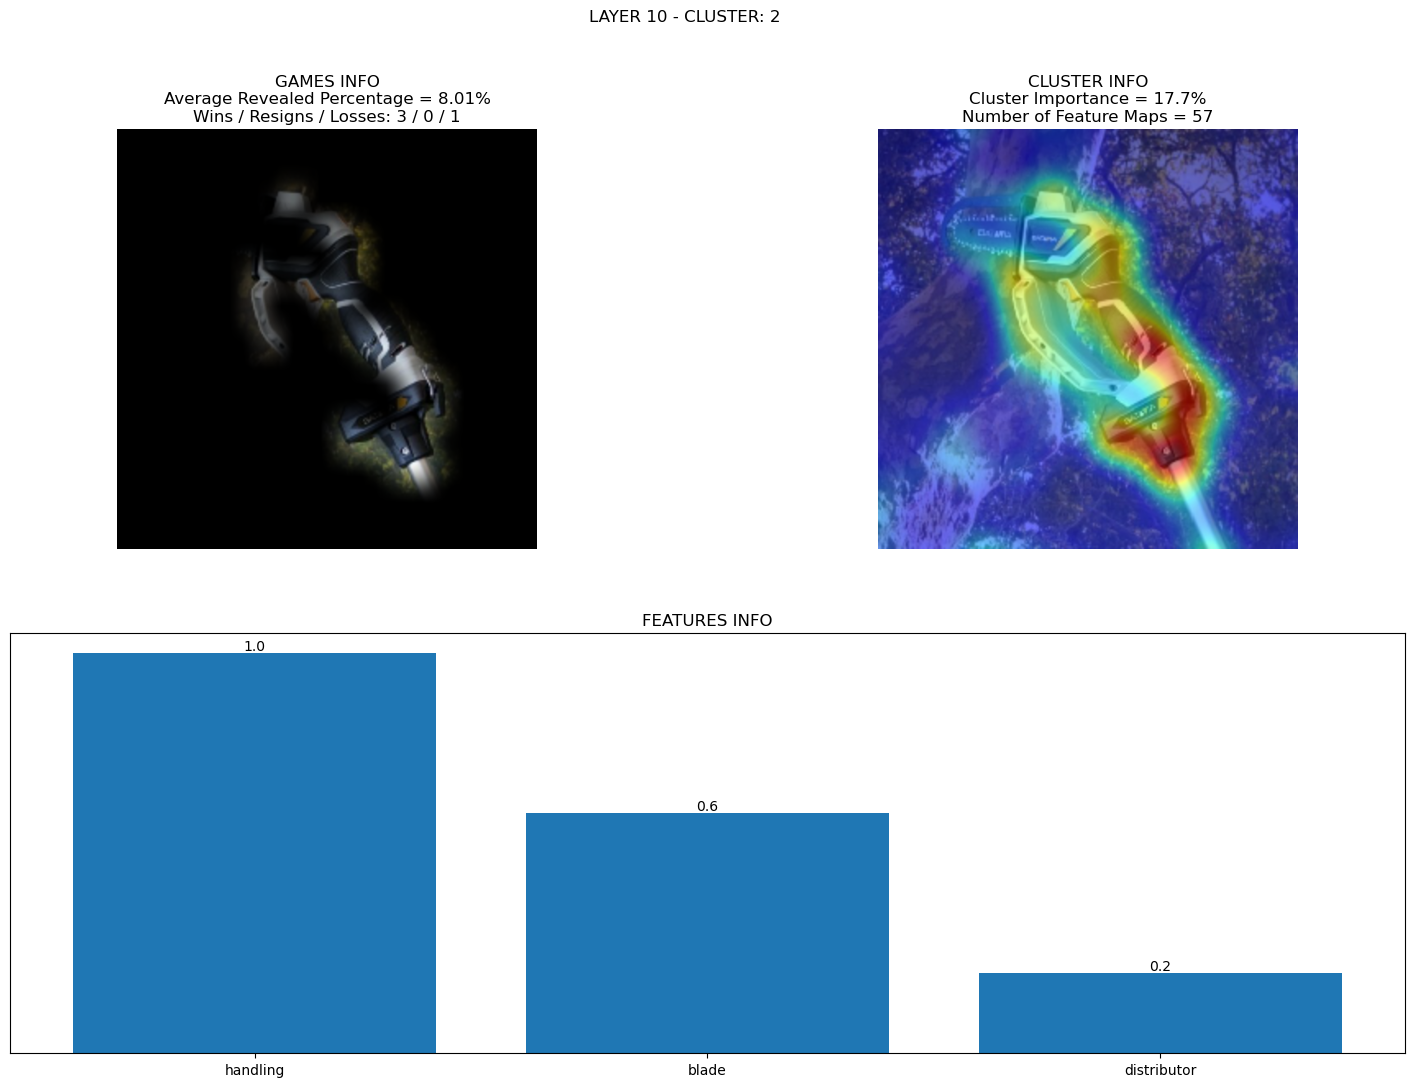 LAYER 10 - CLUSTER: 2
GAMES INFO
Average Revealed Percentage = 8.01%
Wins / Resigns / Losses: 3 / 0 / 1
CLUSTER INFO
Cluster Importance = 17.7%
Number of Feature Maps = 57
FEATURES INFO
1.0
0.6
0.2
handling
blade
distributor